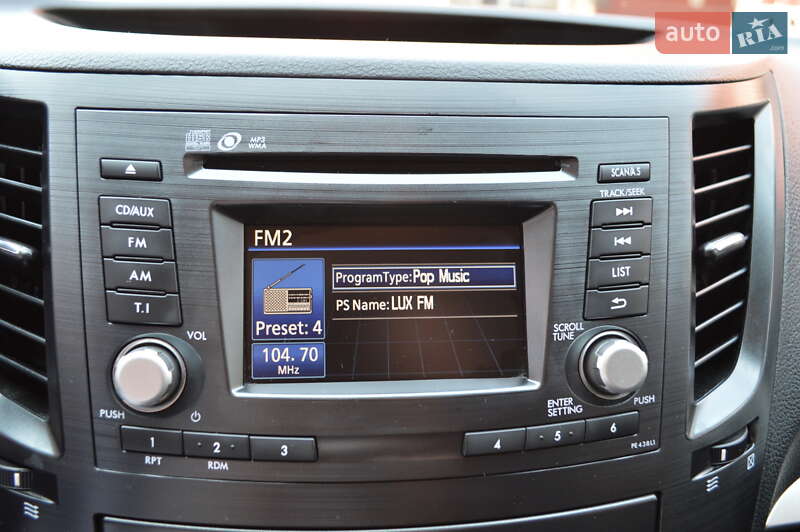 auto RIA
.com
MP3
WMA
SCAN/A.S
TRACK/SEEK
CD/AUX
FM
AM
T.I
LIST
FM2
ProgramType:Pop Music
PS Name:LUX FM
Preset: 4
104.70
MHz
VOL
PUSH
SCROLL
TUNE
ENTER
SETTING
PUSH
1
2
3
4
5
6
RPT
RDM
PE438L1